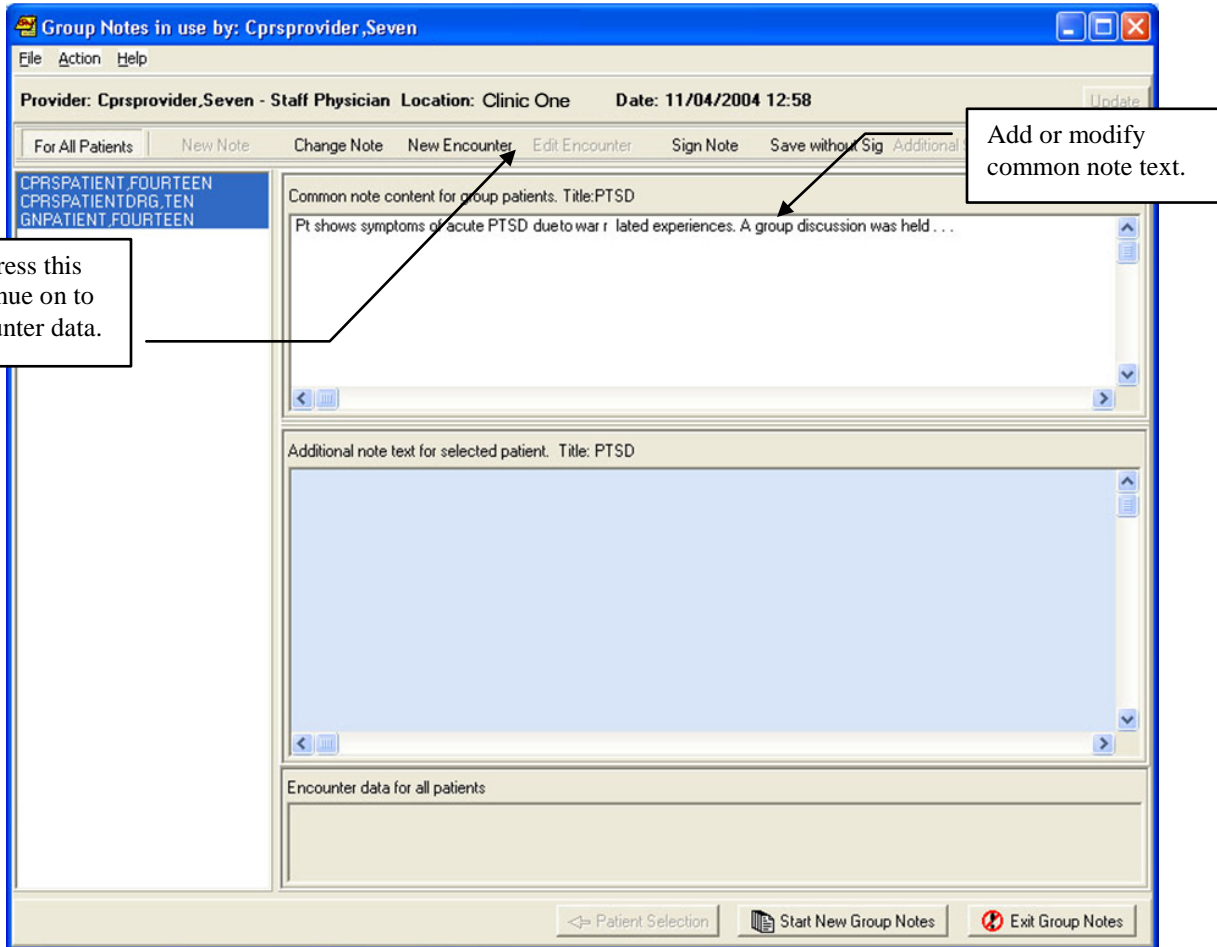 Group Notes in use by: Cprsprovider,Seven
File Action Help
Provider: Cprsprovider,Seven - Staff Physician Location: Clinic One Date: 11/04/2004 12:58 Update
For All Patients New Note Change Note New Encounter Edit Encounter Sign Note Save without Sig Additional
Add or modify
common note text.
CPRSPATIENT,FOURTEEN
CPRSPATIENTDRG,TEN
GNPATIENT,FOURTEEN
Common note content for group patients. Title:PTSD
Pt shows symptoms of acute PTSD due to war r lated experiences. A group discussion was held . . .
ress this
nue on to
unter data.
Additional note text for selected patient. Title: PTSD
Encounter data for all patients
Patient Selection Start New Group Notes Exit Group Notes